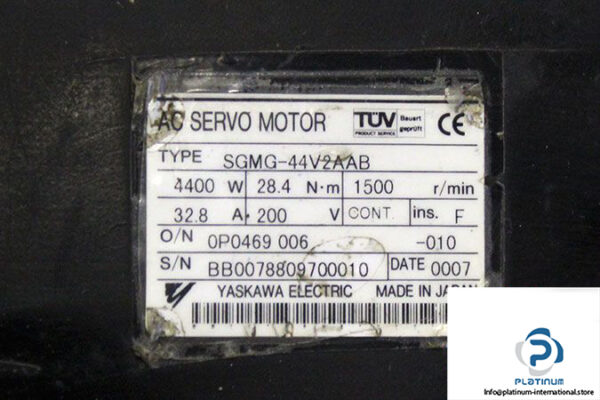 AC SERVO MOTOR TÜV PRODUCT SERVICE Bauart geprüft CE
TYPE SGMG-44V2AAB
4400 W 28.4 N·m 1500 r/min
32.8 A 200 V CONT. ins. F
O/N 0P0469 006 -010
S/N BB0078809700010 DATE 0007
YASKAWA ELECTRIC MADE IN JAPAN
PLATINUM
Info@platinum-international.store